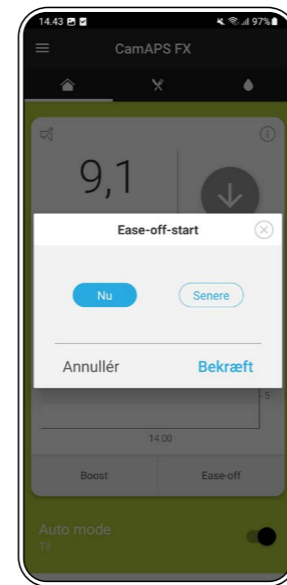 14.43 97%
CamAPS FX
9,1
Ease-off-start
Nu Senere
Annullér Bekræft
5
14.00
Boost Ease-off
Auto mode
Til